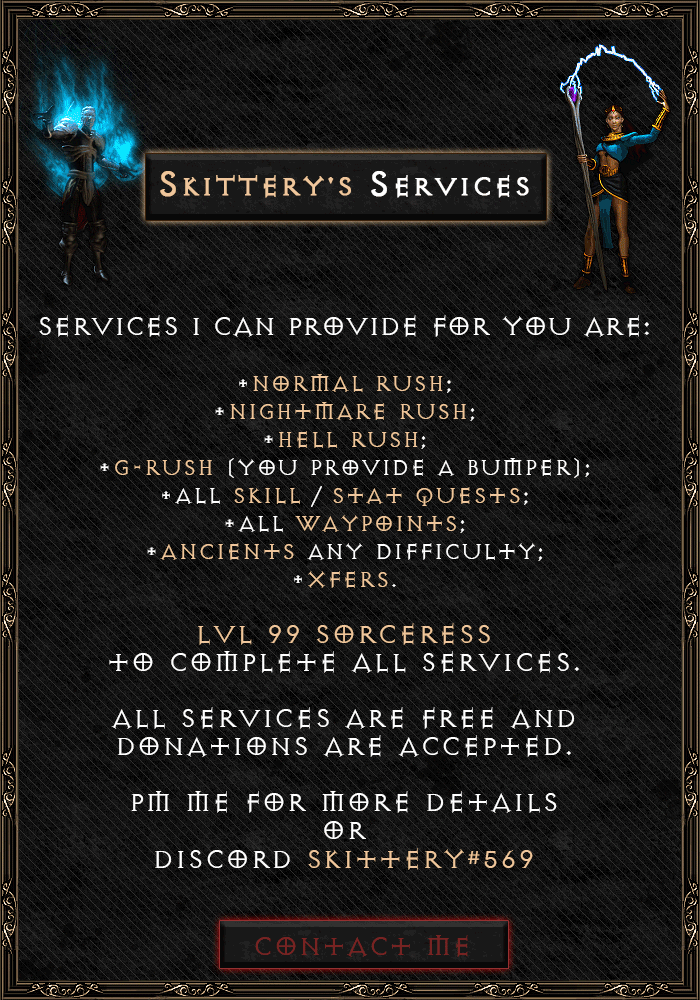 Skittery's Services
SERVICES I CAN PROVIDE FOR YOU ARE:
+NORMAL RUSH;
+NIGHTMARE RUSH;
+HELL RUSH;
+G-RUSH (YOU PROVIDE A BUMPER);
+ALL SKILL / STAT QUESTS;
+ALL WAYPOINTS;
+ANCIENTS ANY DIFFICULTY;
+XFERS.
LVL 99 SORCERESS
TO COMPLETE ALL SERVICES.
ALL SERVICES ARE FREE AND
DONATIONS ARE ACCEPTED.
PM ME FOR MORE DETAILS
OR
DISCORD SKITTERY#569
CONTACT ME